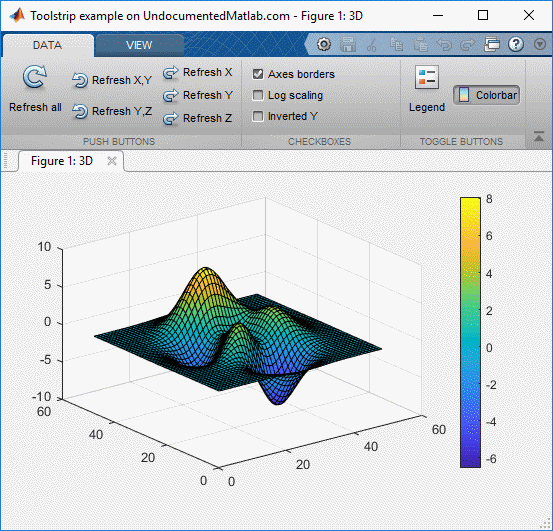 Toolstrip example on UndocumentedMatlab.com - Figure 1: 3D
DATA VIEW
Refresh all
Refresh X,Y
Refresh Y,Z
Refresh X
Refresh Y
Refresh Z
PUSH BUTTONS
Axes borders
Log scaling
Inverted Y
CHECKBOXES
Legend
Colorbar
TOGGLE BUTTONS
Figure 1: 3D
10
5
0
-5
-10
60
40
20
0
0
20
40
60
8
6
4
2
0
-2
-4
-6